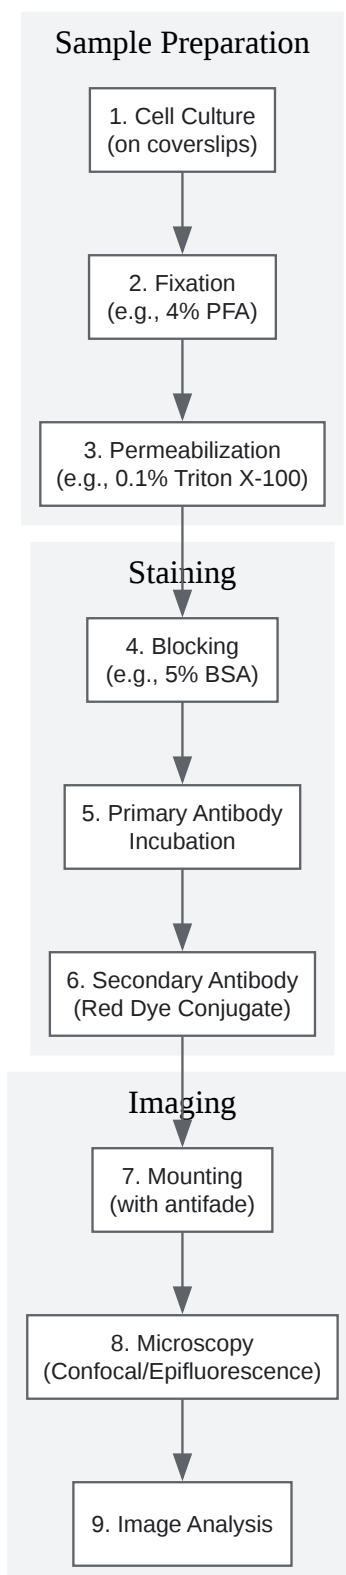 Sample Preparation
1. Cell Culture
(on coverslips)
2. Fixation
(e.g., 4% PFA)
3. Permeabilization
(e.g., 0.1% Triton X-100)
Staining
4. Blocking
(e.g., 5% BSA)
5. Primary Antibody
Incubation
6. Secondary Antibody
(Red Dye Conjugate)
Imaging
7. Mounting
(with antifade)
8. Microscopy
(Confocal/Epifluorescence)
9. Image Analysis